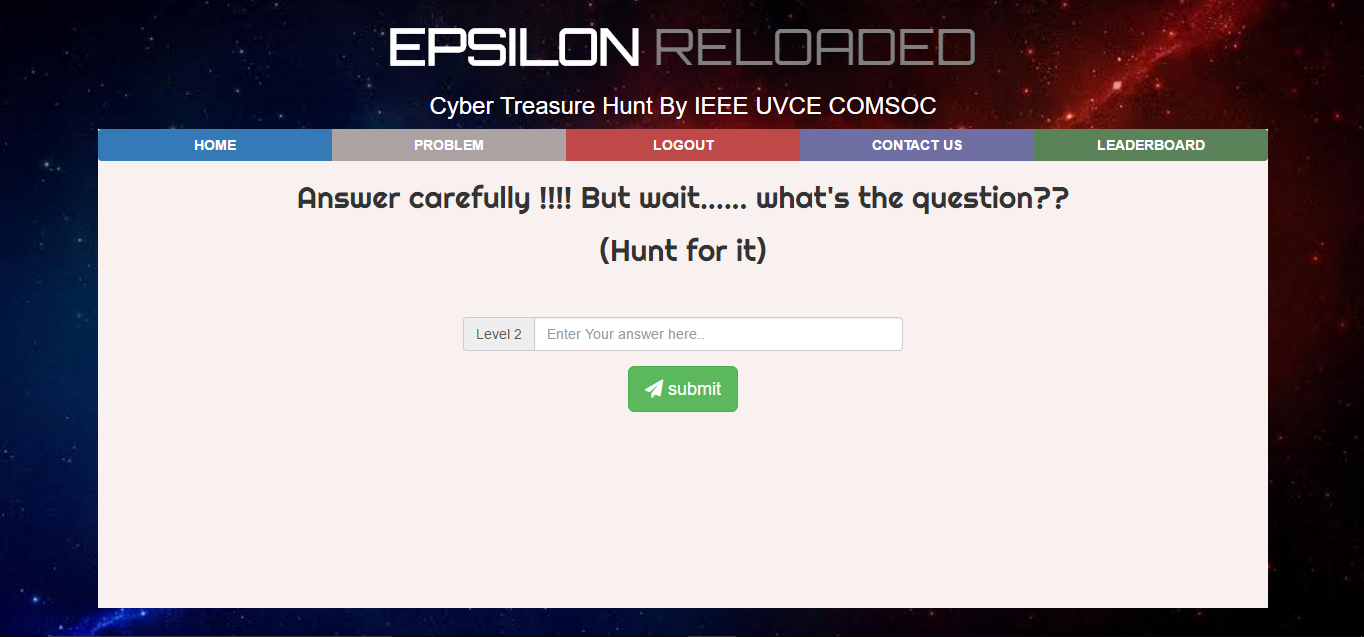 EPSILON RELOADED
Cyber Treasure Hunt By IEEE UVCE COMSOC
HOME PROBLEM LOGOUT CONTACT US LEADERBOARD
Answer carefully !!!! But wait...... what's the question??
(Hunt for it)
Level 2 Enter Your answer here..
submit